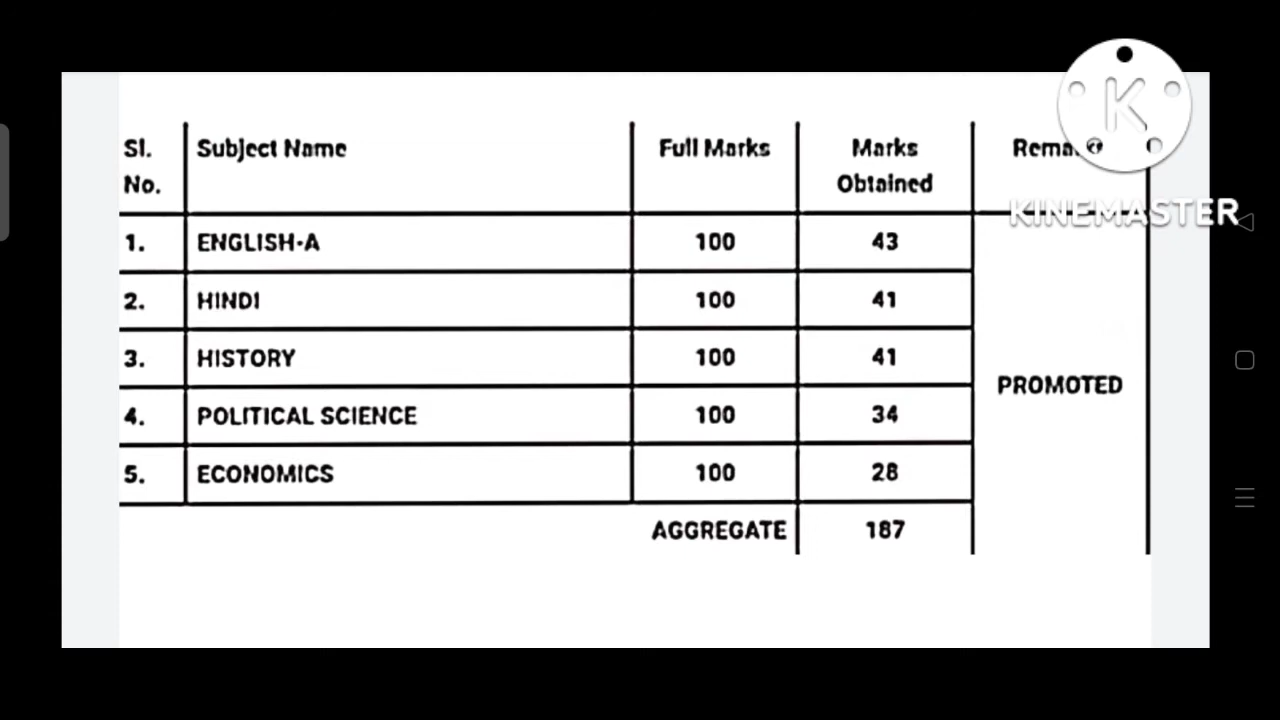 Sl. No. Subject Name Full Marks Marks Obtained
1. ENGLISH-A 100 43
2. HINDI 100 41
3. HISTORY 100 41
4. POLITICAL SCIENCE 100 34
5. ECONOMICS 100 28
PROMOTED
AGGREGATE 187
K
KINEMASTER